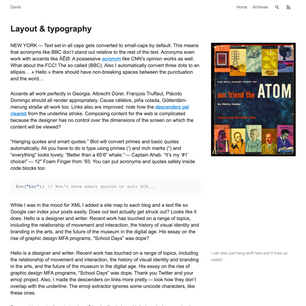 David
Home Archives
Layout & typography
NEW YORK — Text set in all caps gets converted to small-caps by default. This means
that acronyms like BBC don't stand out relative to the rest of the text. Acronyms even
work with accents like ÀÉØ. A possessive acronym like CNN's opinion works as well.
What about the FCC! The so called (BBC). Also I automatically convert three dots to an
ellipsis… < Hello > there should have non-breaking spaces between the punctuation
and the word…
Accents all work perfectly in Georgia. Albrecht Dürer, François Truffaut, Plácido
Domingo should all render appropriately. Cause célèbre, piña colada, Götterdäm-
merung straße all work too. Links also are improved: note how the descenders get
cleared from the underline stroke. Composing content for the web is complicated
because the designer has no control over the dimensions of the screen on which the
content will be viewed?
"Hanging quotes and smart quotes." Blot will convert primes and basic quotes
automatically. All you have to do is type using primes (') and inch marks (") and
"everything" looks lovely. "Better than a 65'6" whale." — Captain Ahab. "It's my '#1'
choice!" — 12" Foam Finger from '93. You can put acronyms and quotes safely inside
code blocks too:
foo("bar"); // Won't have smart quotes or auto ACR...
our friend the
ATOM
While I was in the mood for XML I added a site map to each blog and a text file so
Google can index your posts easily. Does out text actually get struck out? Looks like it
does. Hello is a designer and writer. Recent work has touched on a range of topics,
including the relationship of movement and interaction, the history of visual identity and
branding in the arts, and the future of the museum in the digital age. His essay on the
rise of graphic design MFA programs, "School Days" was dope?
Hello is a designer and writer. Recent work has touched on a range of topics, including
the relationship of movement and interaction, the history of visual identity and branding
in the arts, and the future of the museum in the digital age. His essay on the rise of
graphic design MFA programs, "School Days" was dope. Thank you Twitter and your
emoji project. Also, I made the descenders on links more pretty — look how they don't
overlap with the underline. The emoji extractor ignores some unicode characters, like
these ones.
I can also just hang stuff here and it lines up
really!